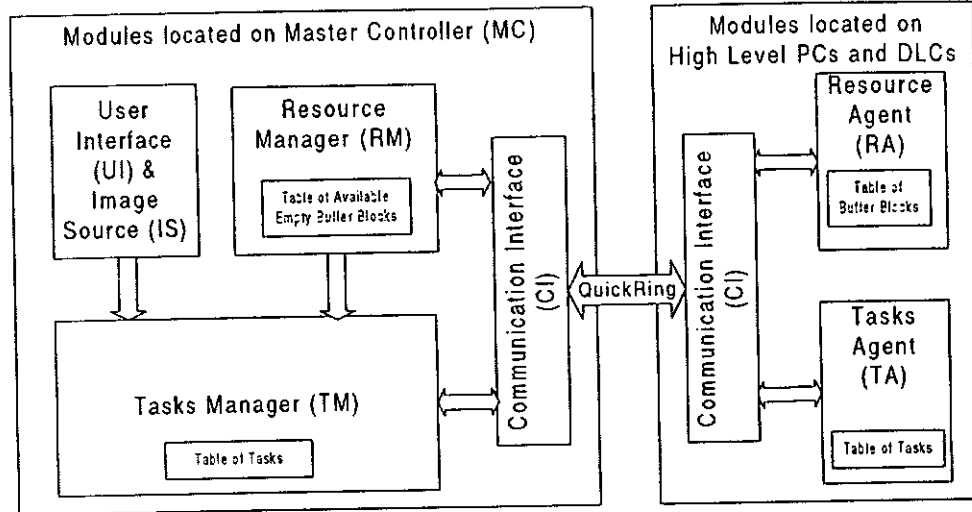 Modules located on Master Controller (MC)
User
Interface
(UI) &
Image
Source (IS)
Resource
Manager (RM)
Table of Available
Empty Buffer Blocks
Tasks Manager (TM)
Table of Tasks
Communication Interface
(CI)
QuickRing
Modules located on
High Level PCs and DLCs
Communication Interface
(CI)
Resource
Agent
(RA)
Table of
Buffer Blocks
Tasks
Agent
(TA)
Table of Tasks